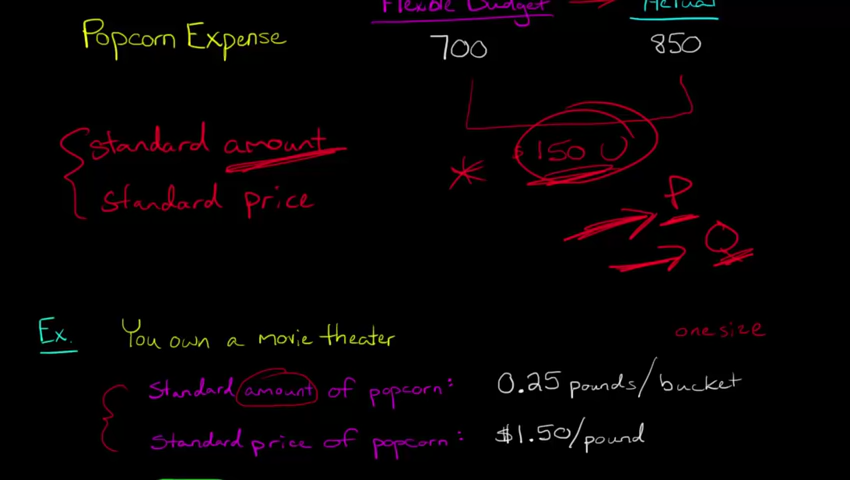 Flexible Budget Actual
Popcorn Expense 700 850
standard amount
$150 U
standard price
P
Q
Ex. You own a movie theater
one size
Standard amount of popcorn: 0.25 pounds/bucket
Standard price of popcorn: $1.50/pound